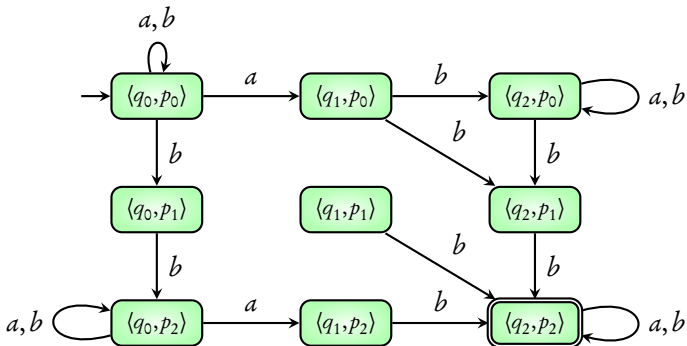 a, b
⟨q₀,p₀⟩ a ⟨q₁,p₀⟩ b ⟨q₂,p₀⟩ a, b
b b b
⟨q₀,p₁⟩ ⟨q₁,p₁⟩ ⟨q₂,p₁⟩
b b b
a, b ⟨q₀,p₂⟩ a ⟨q₁,p₂⟩ b ⟨q₂,p₂⟩ a, b